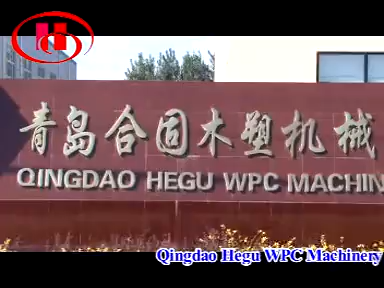 青岛合固木塑机械
QINGDAO HEGU WPC MACHIN
Qingdao Hegu WPC Machinery